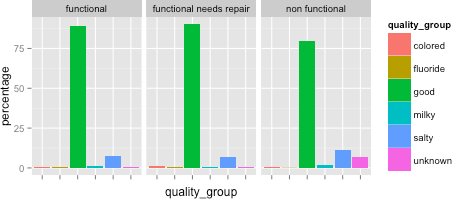 functional
functional needs repair
non functional
percentage
75
50
25
0
quality_group
quality_group
colored
fluoride
good
milky
salty
unknown